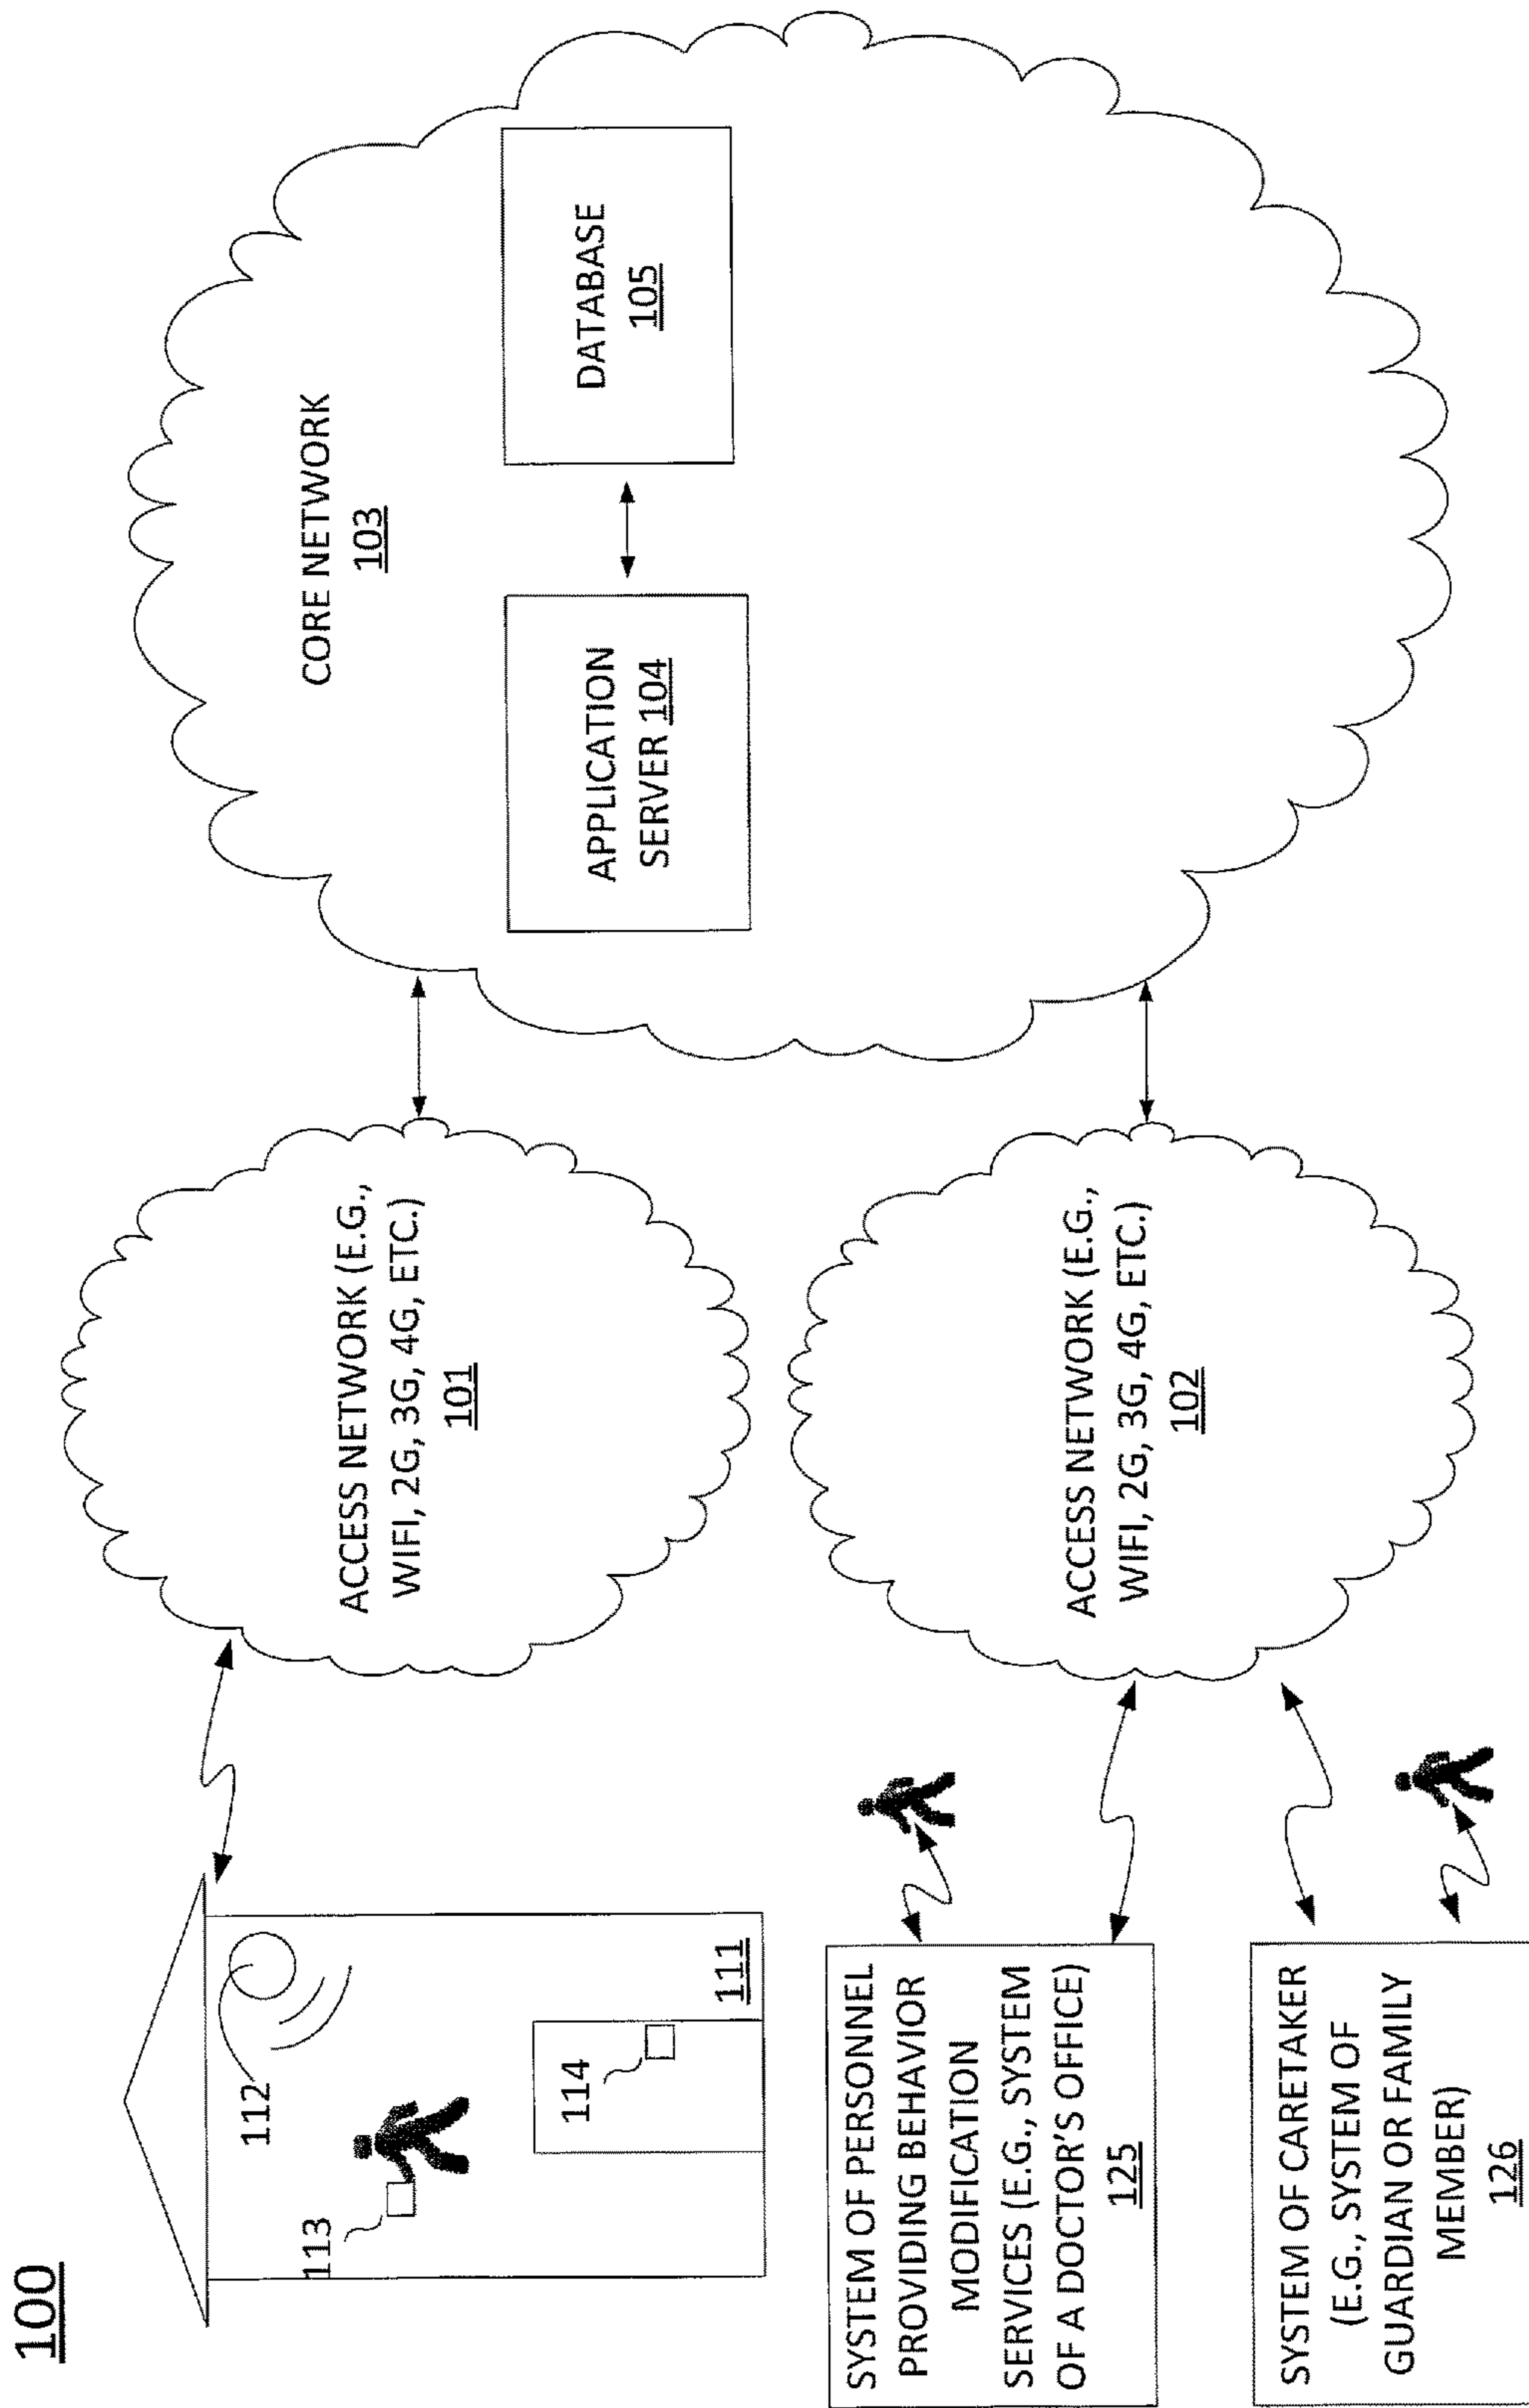 100
112
113
114
111
ACCESS NETWORK (E.G.,
WIFI, 2G, 3G, 4G, ETC.)
101
CORE NETWORK
103
APPLICATION
SERVER 104
DATABASE
105
SYSTEM OF PERSONNEL
PROVIDING BEHAVIOR
MODIFICATION
SERVICES (E.G., SYSTEM
OF A DOCTOR'S OFFICE)
125
ACCESS NETWORK (E.G.,
WIFI, 2G, 3G, 4G, ETC.)
102
SYSTEM OF CARETAKER
(E.G., SYSTEM OF
GUARDIAN OR FAMILY
MEMBER)
126